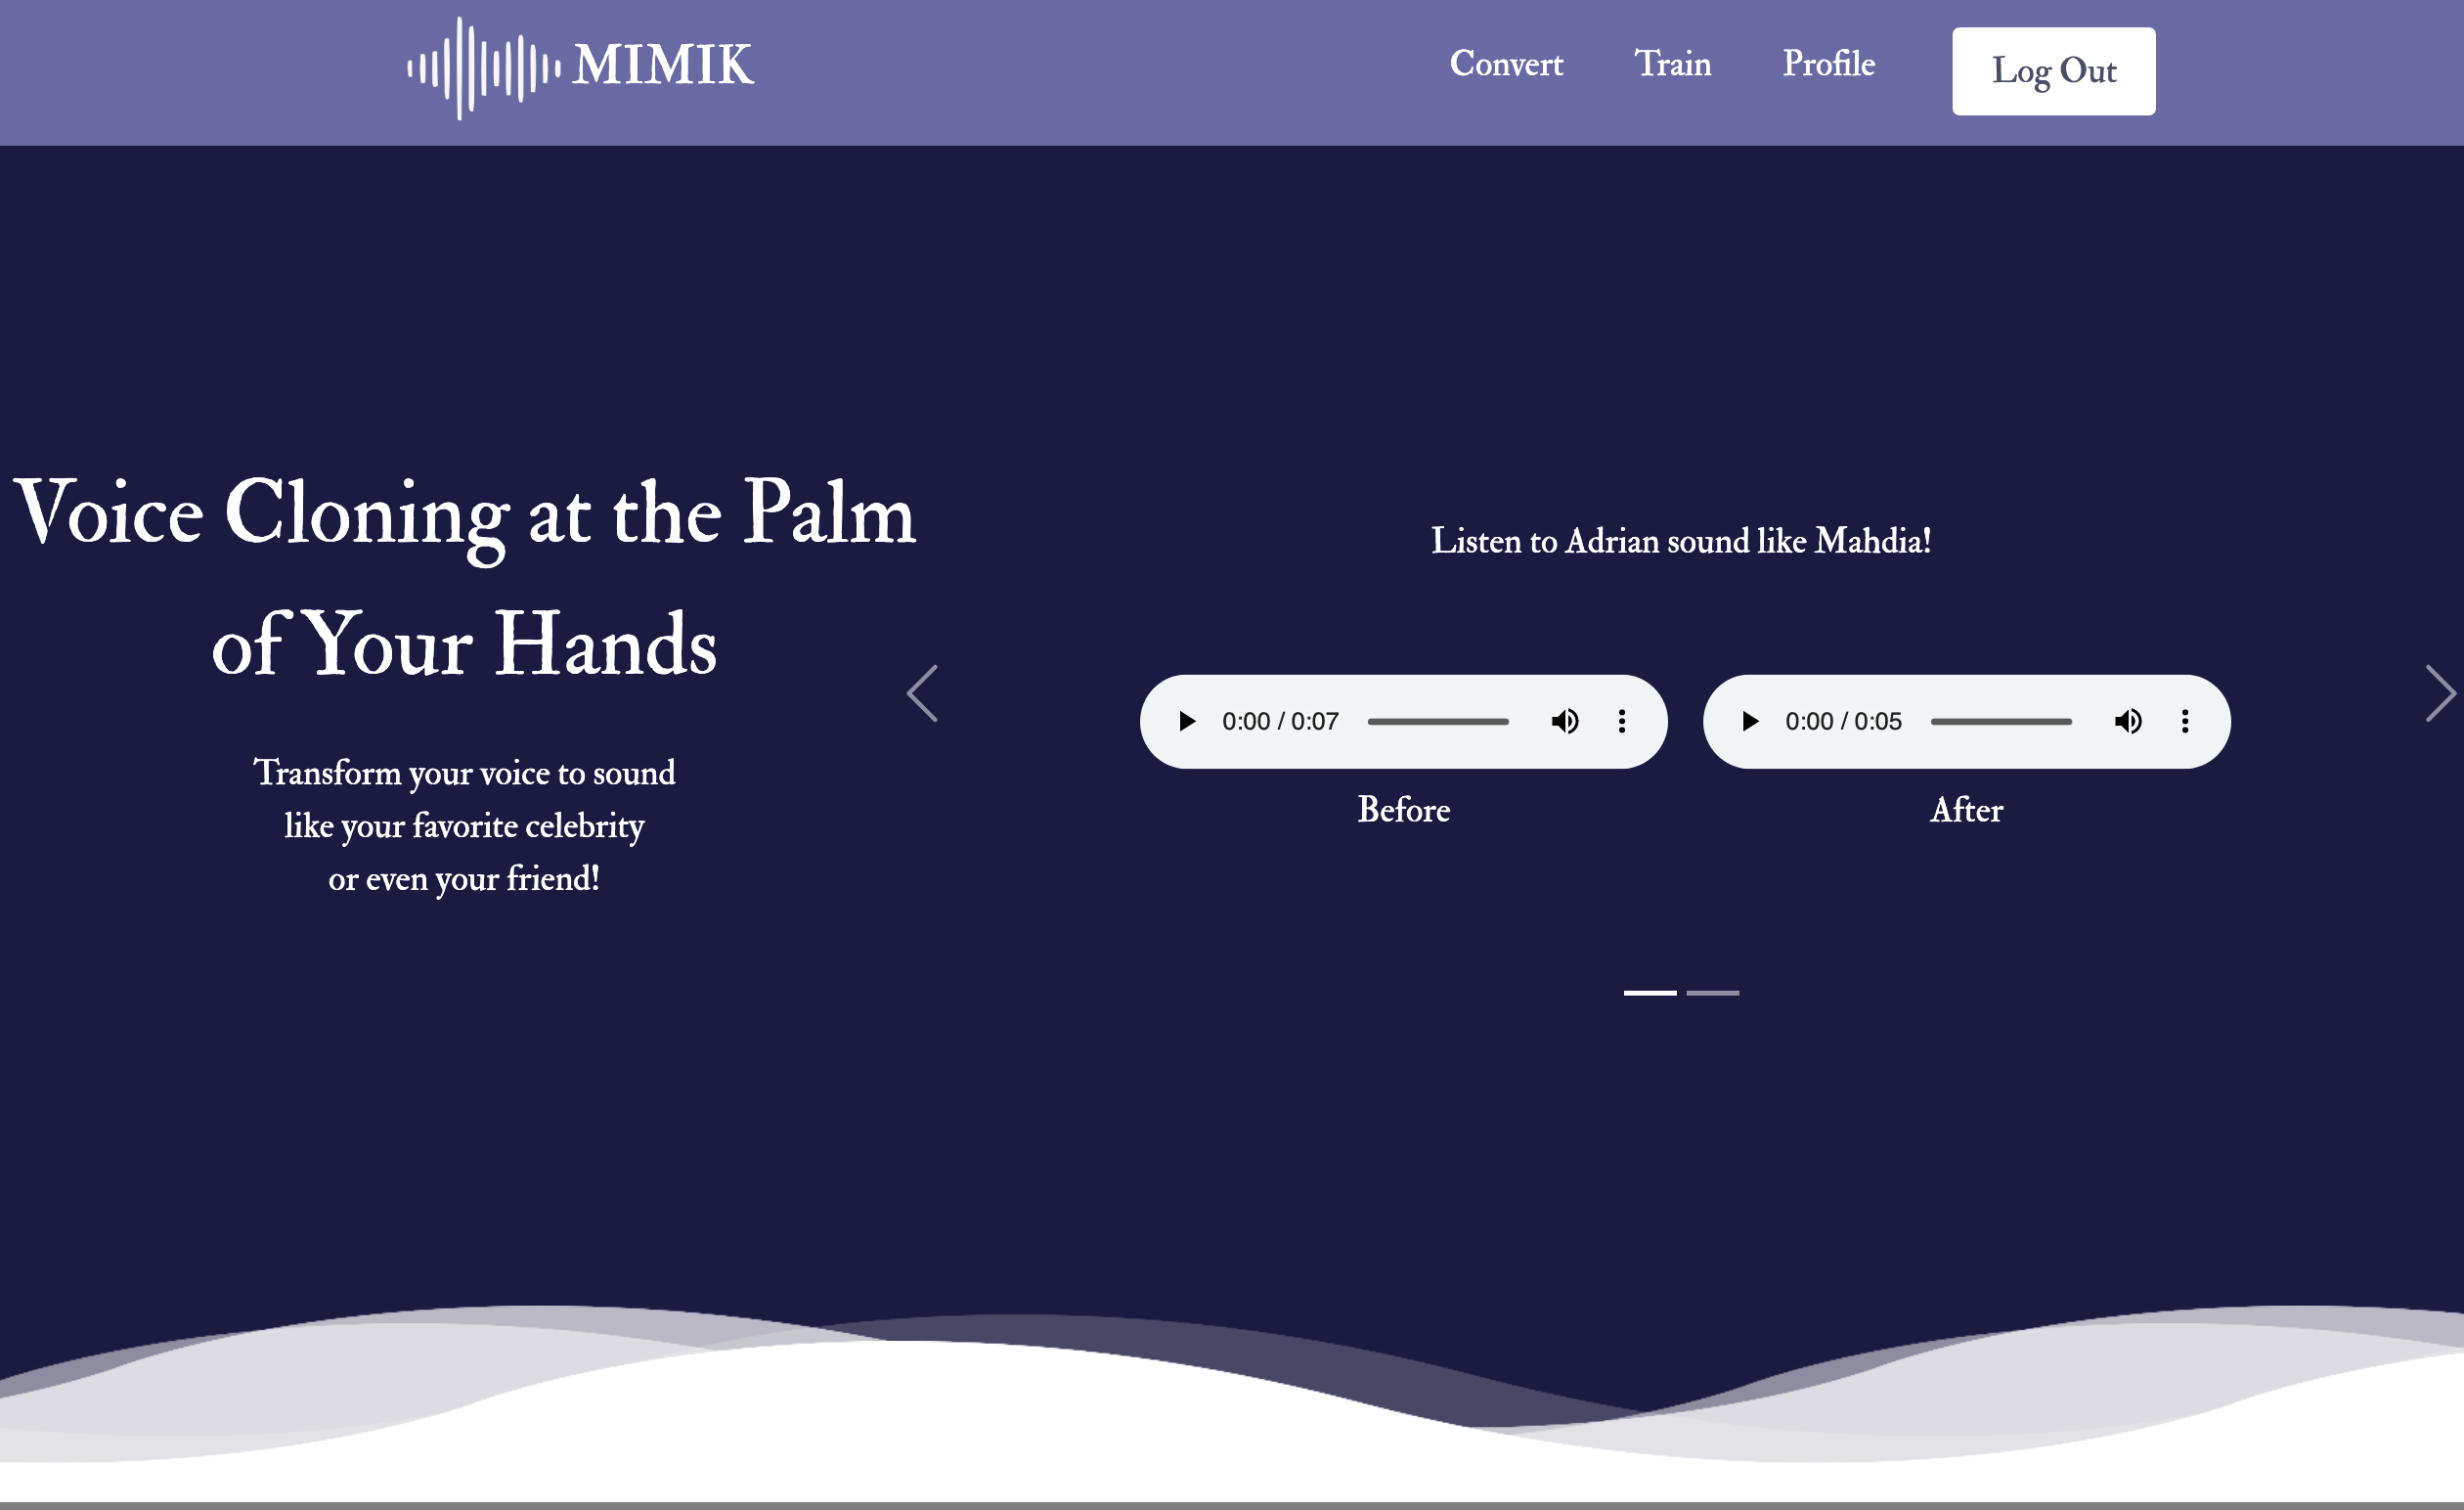 MIMIK
Convert
Train
Profile
Log Out
Voice Cloning at the Palm
of Your Hands
Transform your voice to sound
like your favorite celebrity
or even your friend!
Listen to Adrian sound like Mahdia!
0:00 / 0:07
0:00 / 0:05
Before
After